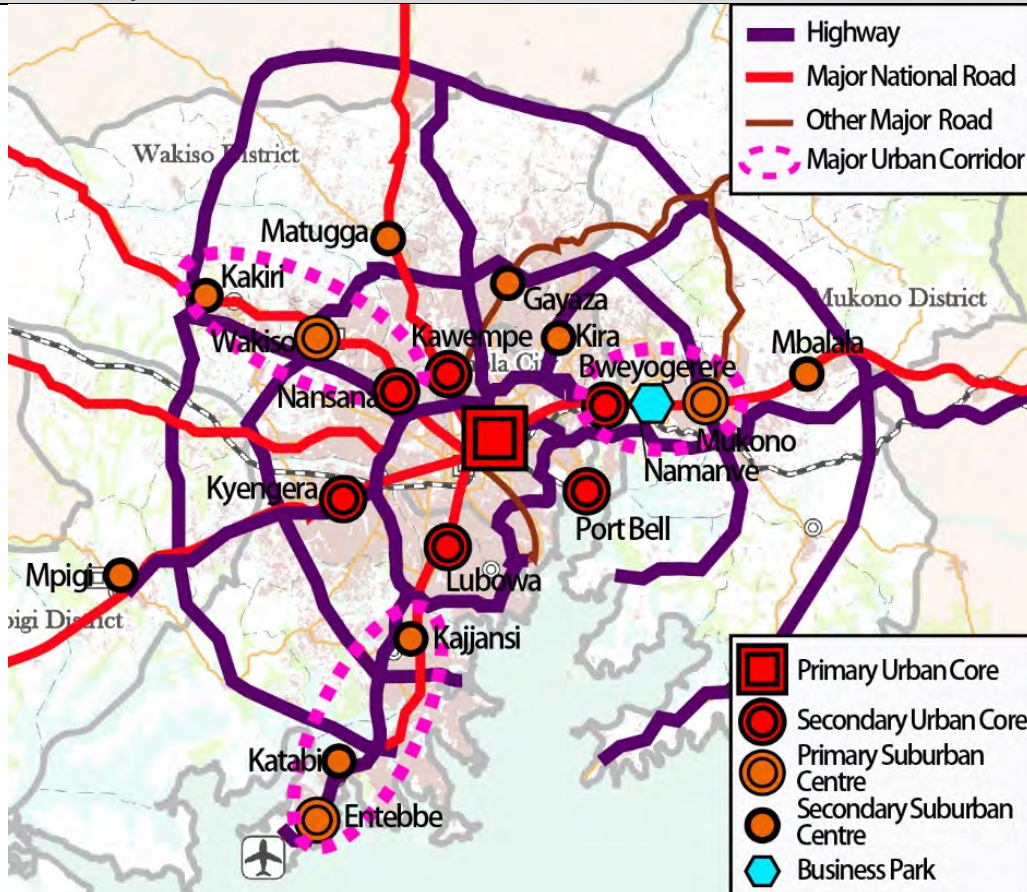 Highway
Major National Road
Other Major Road
Major Urban Corridor
Wakiso District
Matugga
Kakiri
Gayaza
Mukono District
Wakiso
Kawempe
Kira
Mbalala
Bweyogerere
Nansana
Mukono
Namanve
Kyengera
Port Bell
Mpigi
Lubowa
Kajjansi
Katabi
Entebbe
Primary Urban Core
Secondary Urban Core
Primary Suburban
Centre
Secondary Suburban
Centre
Business Park